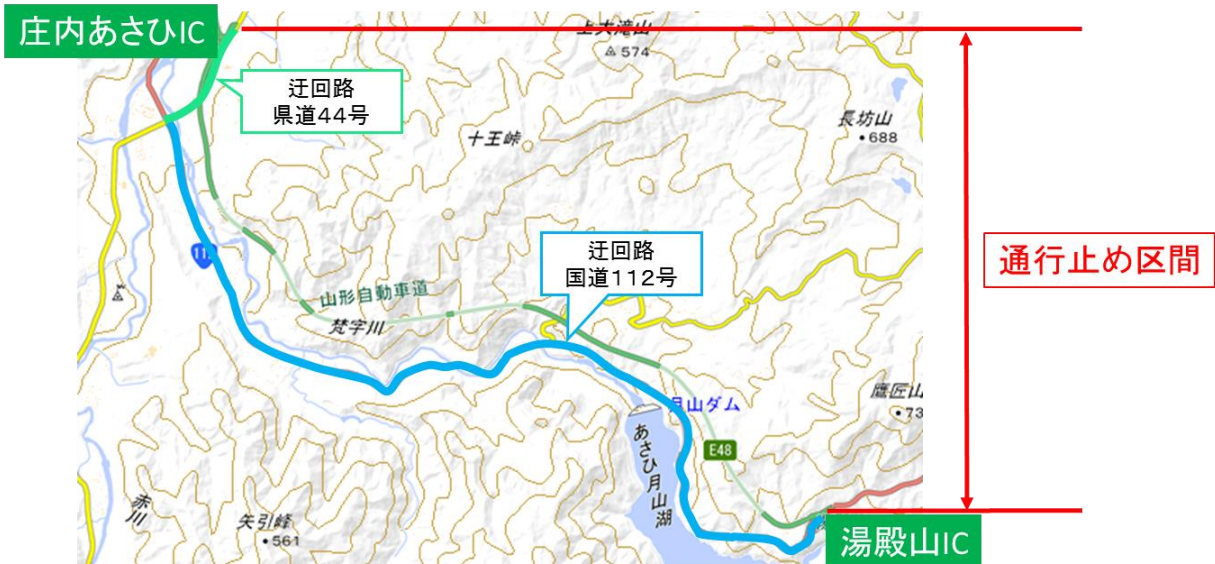 庄内あさひIC
上大滝山
574
迂回路
県道44号
長坊山
688
十王峠
迂回路
国道112号
通行止め区間
山形自動車道
梵字川
鷹匠山
月山ダム
E48
あさひ月山湖
赤川
矢引峰
561
湯殿山IC